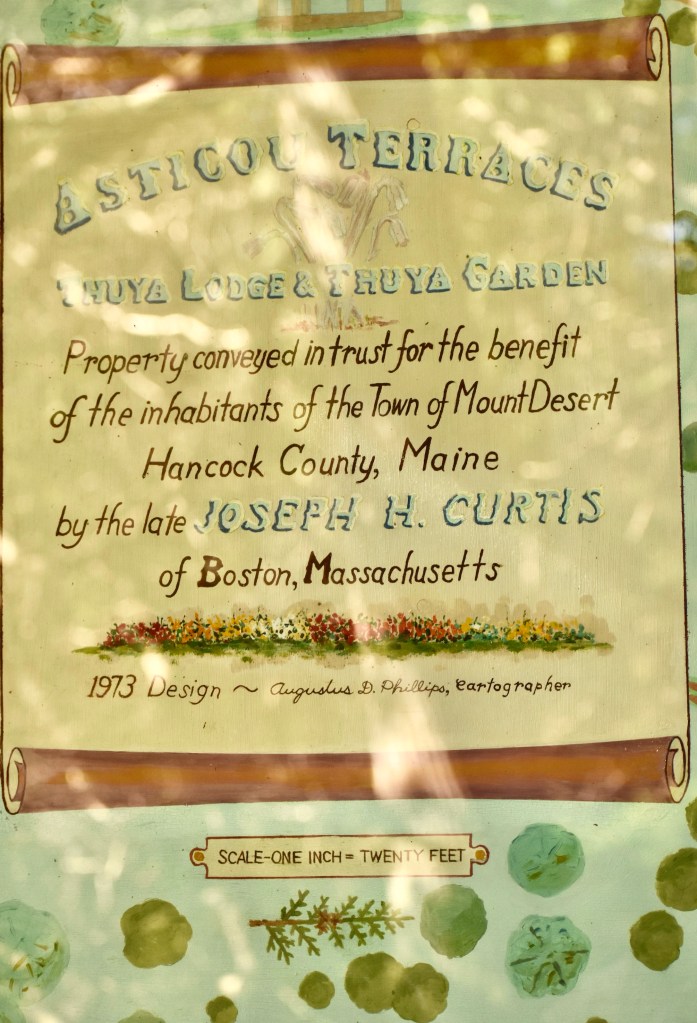 ASTICOU TERRACES
THUYA LODGE & THUYA GARDEN
Property conveyed in trust for the benefit
of the inhabitants of the Town of Mount Desert
Hancock County, Maine
by the late JOSEPH H. CURTIS
of Boston, Massachusetts
1973 Design ~ Augustus D. Phillips, Cartographer
SCALE-ONE INCH = TWENTY FEET